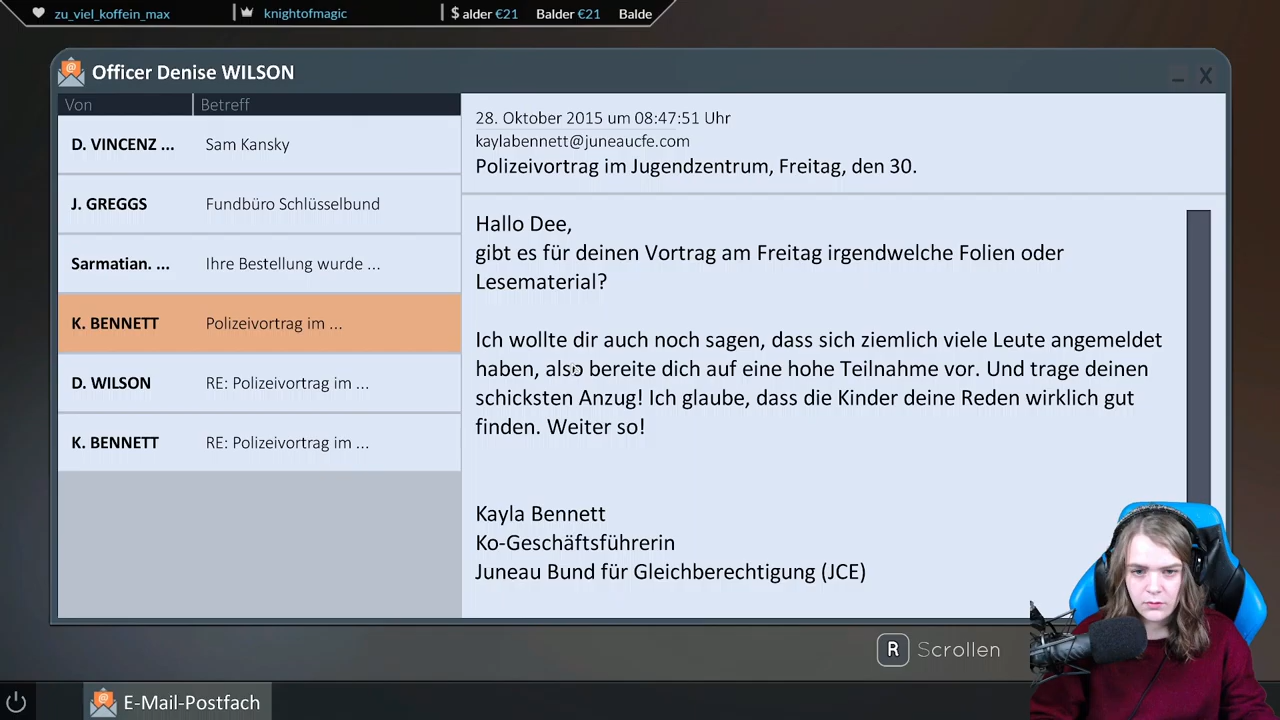 zu_viel_koffein_max
knightofmagic
$ alder €21 Balder €21 Balde
Officer Denise WILSON
Von Betreff
D. VINCENZ ... Sam Kansky
J. GREGGS Fundbüro Schlüsselbund
Sarmatian. ... Ihre Bestellung wurde ...
K. BENNETT Polizeivortrag im ...
D. WILSON RE: Polizeivortrag im ...
K. BENNETT RE: Polizeivortrag im ...
28. Oktober 2015 um 08:47:51 Uhr
kaylabennett@juneaucfe.com
Polizeivortrag im Jugendzentrum, Freitag, den 30.
Hallo Dee,
gibt es für deinen Vortrag am Freitag irgendwelche Folien oder
Lesematerial?
Ich wollte dir auch noch sagen, dass sich ziemlich viele Leute angemeldet
haben, also bereite dich auf eine hohe Teilnahme vor. Und trage deinen
schicksten Anzug! Ich glaube, dass die Kinder deine Reden wirklich gut
finden. Weiter so!
Kayla Bennett
Ko-Geschäftsführerin
Juneau Bund für Gleichberechtigung (JCE)
R Scrollen
E-Mail-Postfach